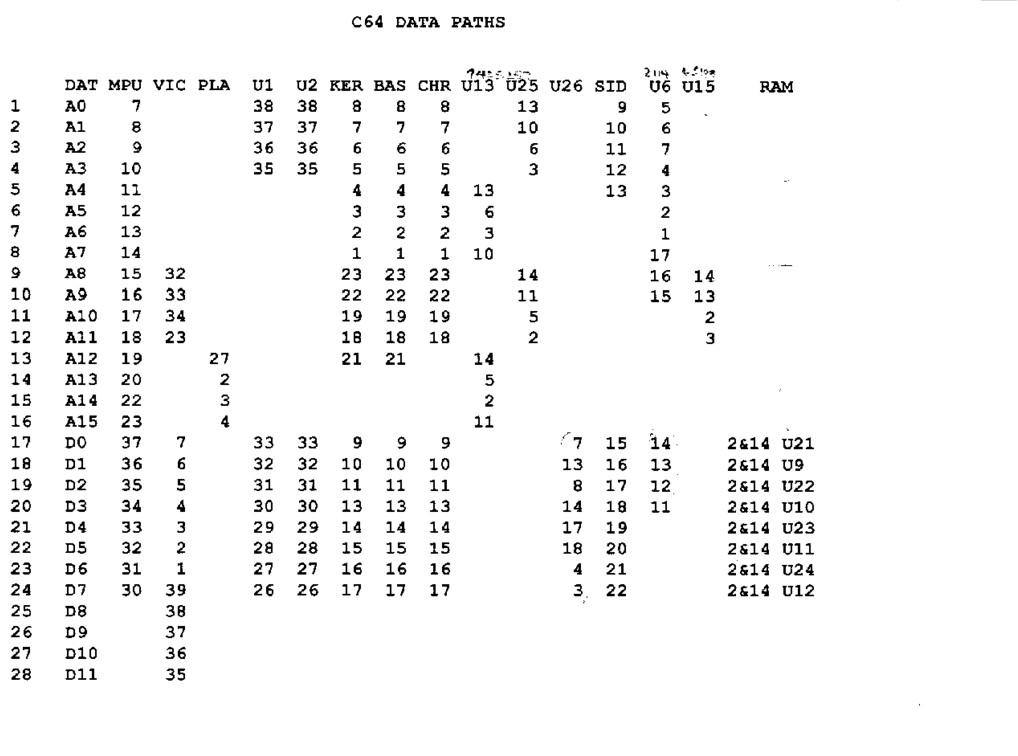 C64 DATA PATHS
2114
DAT MPU VIC PLA U1 U2 KER BAS CHR U13 U25 U26 SID U6 U15 RAM
1 A0 7 38 38 8 8 8 13 9 5
2 A1 8 37 37 7 7 7 10 10 6
3 A2 9 36 36 6 6 6 6 11 7
4 A3 10 35 35 5 5 5 3 12 4
5 A4 11 4 4 4 13 13 3
6 A5 12 3 3 3 6 2
7 A6 13 2 2 2 3 1
8 A7 14 1 1 1 10 17
9 A8 15 32 23 23 23 14 16 14
10 A9 16 33 22 22 22 11 15 13
11 A10 17 34 19 19 19 5 2
12 A11 18 23 18 18 18 2 3
13 A12 19 27 21 21 14
14 A13 20 2 5
15 A14 22 3 2
16 A15 23 4 11
17 D0 37 7 33 33 9 9 9 7 15 14 2&14 U21
18 D1 36 6 32 32 10 10 10 13 16 13 2&14 U9
19 D2 35 5 31 31 11 11 11 8 17 12 2&14 U22
20 D3 34 4 30 30 13 13 13 14 18 11 2&14 U10
21 D4 33 3 29 29 14 14 14 17 19 2&14 U23
22 D5 32 2 28 28 15 15 15 18 20 2&14 U11
23 D6 31 1 27 27 16 16 16 4 21 2&14 U24
24 D7 30 39 26 26 17 17 17 3 22 2&14 U12
25 D8 38
26 D9 37
27 D10 36
28 D11 35